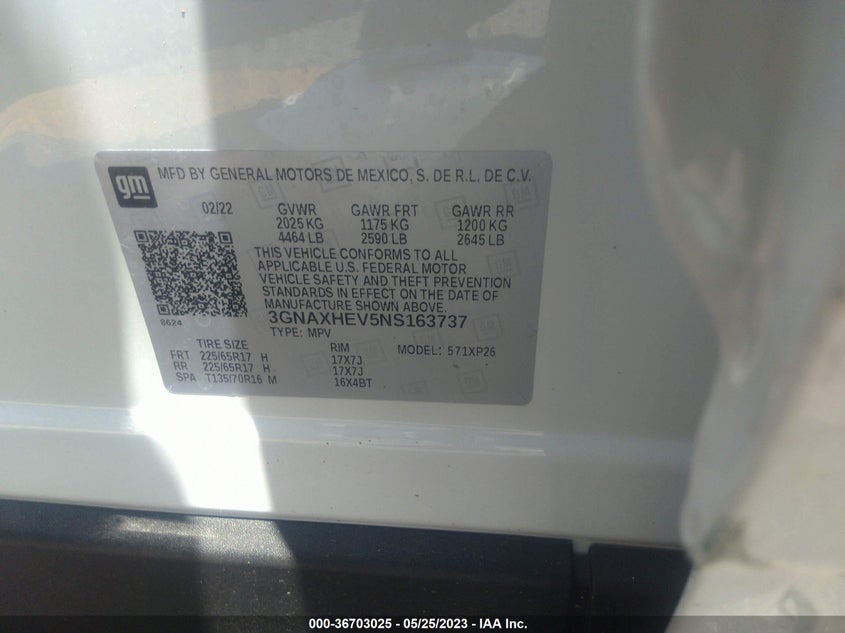 gm
MFD BY GENERAL MOTORS DE MEXICO, S. DE R.L. DE C.V.
02/22 GVWR GAWR FRT GAWR RR
2025 KG 1175 KG 1200 KG
4464 LB 2590 LB 2645 LB
THIS VEHICLE CONFORMS TO ALL
APPLICABLE U.S. FEDERAL MOTOR
VEHICLE SAFETY AND THEFT PREVENTION
STANDARDS IN EFFECT ON THE DATE OF
MANUFACTURE SHOWN ABOVE.
8624
3GNAXHEV5NS163737
TYPE: MPV
TIRE SIZE RIM MODEL: 571XP26
FRT 225/65R17 H 17X7J
RR 225/65R17 H 17X7J
SPA T135/70R16 M 16X4BT
000-36703025 - 05/25/2023 - IAA Inc.